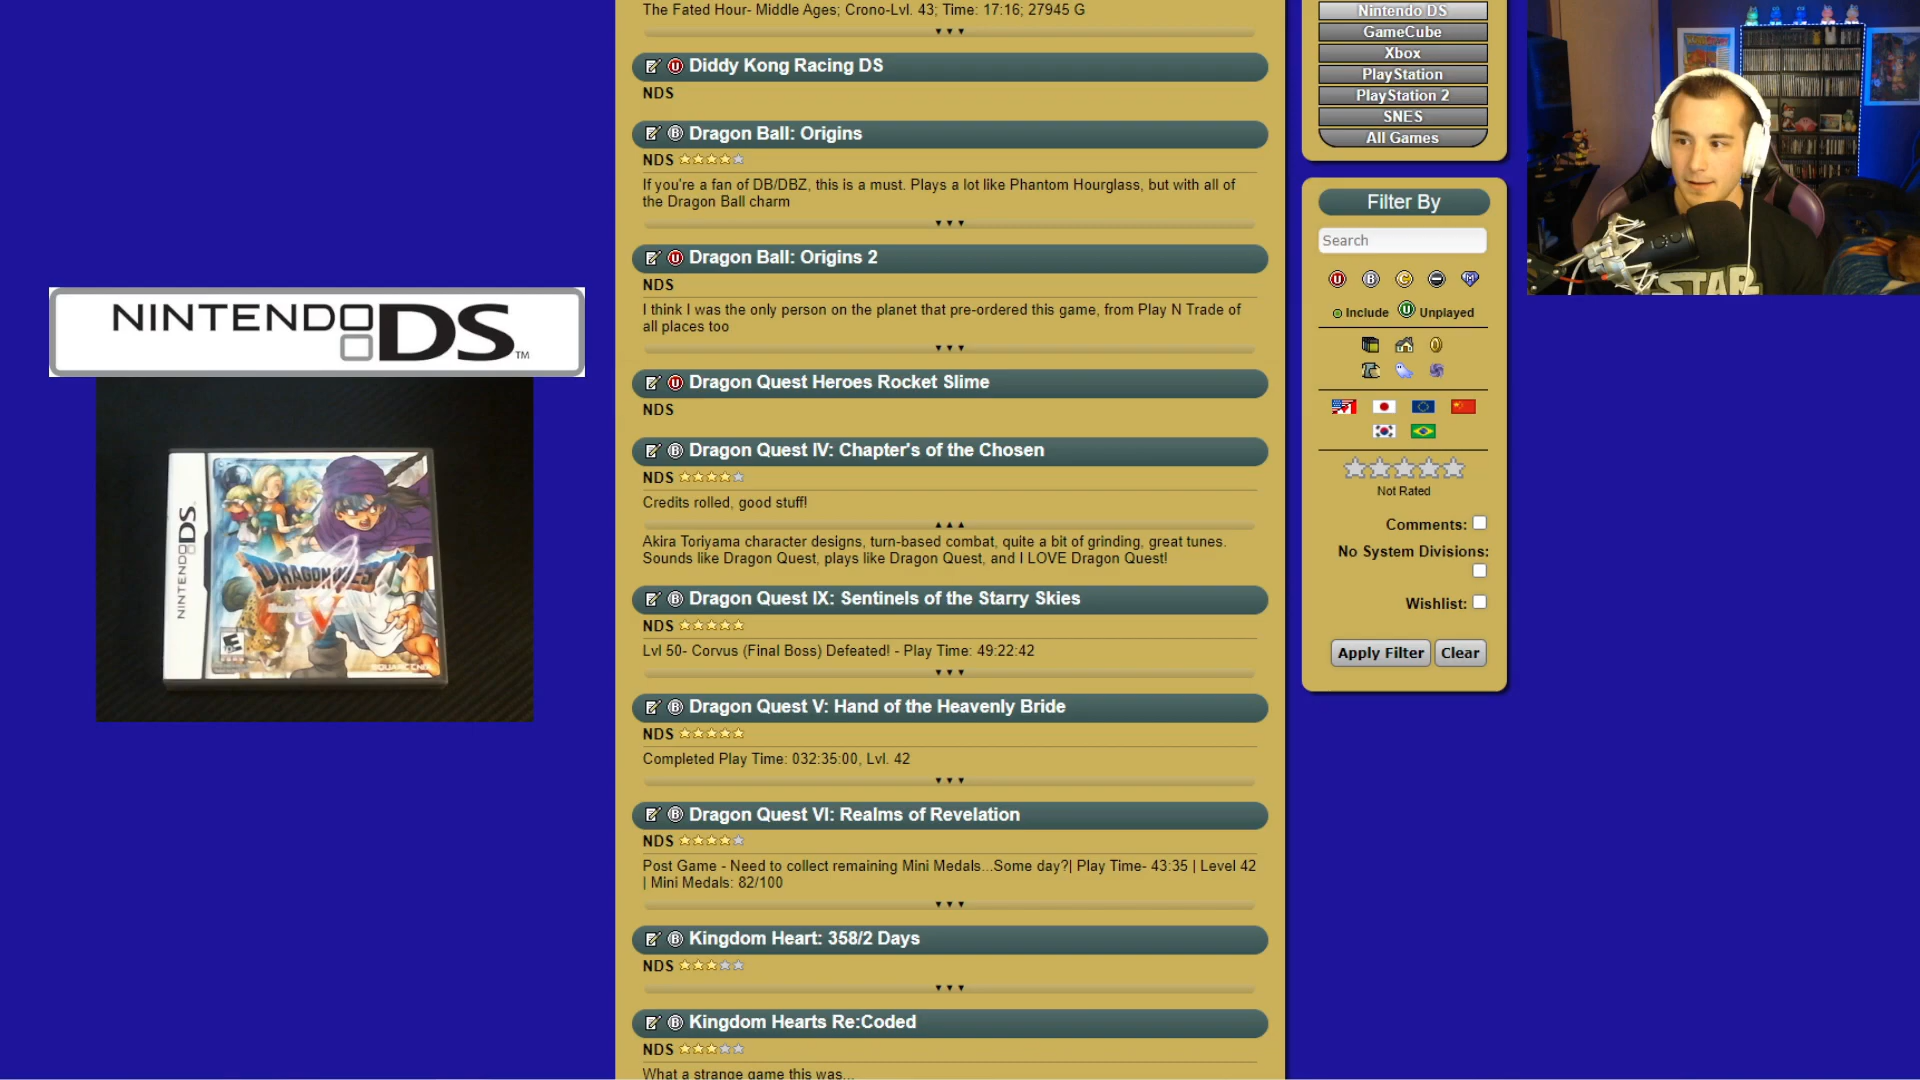 The Fated Hour- Middle Ages; Crono-Lvl. 43; Time: 17:16; 27945 G
Diddy Kong Racing DS
NDS
Dragon Ball: Origins
NDS
If you're a fan of DB/DBZ, this is a must. Plays a lot like Phantom Hourglass, but with all of
the Dragon Ball charm
Dragon Ball: Origins 2
NDS
I think I was the only person on the planet that pre-ordered this game, from Play N Trade of
all places too
Dragon Quest Heroes Rocket Slime
NDS
Dragon Quest IV: Chapter's of the Chosen
NDS
Credits rolled, good stuff!
Akira Toriyama character designs, turn-based combat, quite a bit of grinding, great tunes.
Sounds like Dragon Quest, plays like Dragon Quest, and I LOVE Dragon Quest!
Dragon Quest IX: Sentinels of the Starry Skies
NDS
Lvl 50- Corvus (Final Boss) Defeated! - Play Time: 49:22:42
Dragon Quest V: Hand of the Heavenly Bride
NDS
Completed Play Time: 032:35:00, Lvl. 42
Dragon Quest VI: Realms of Revelation
NDS
Post Game - Need to collect remaining Mini Medals...Some day?| Play Time- 43:35 | Level 42
| Mini Medals: 82/100
Kingdom Heart: 358/2 Days
NDS
Kingdom Hearts Re:Coded
NDS
What a strange game this was...
Nintendo DS
GameCube
Xbox
PlayStation
PlayStation 2
SNES
All Games
Filter By
Search
Include U Unplayed
Not Rated
Comments:
No System Divisions:
Wishlist:
Apply Filter Clear
NINTENDO DS TM
NINTENDO DS
DRAGON QUEST
V
E
SQUARE ENIX
STAR